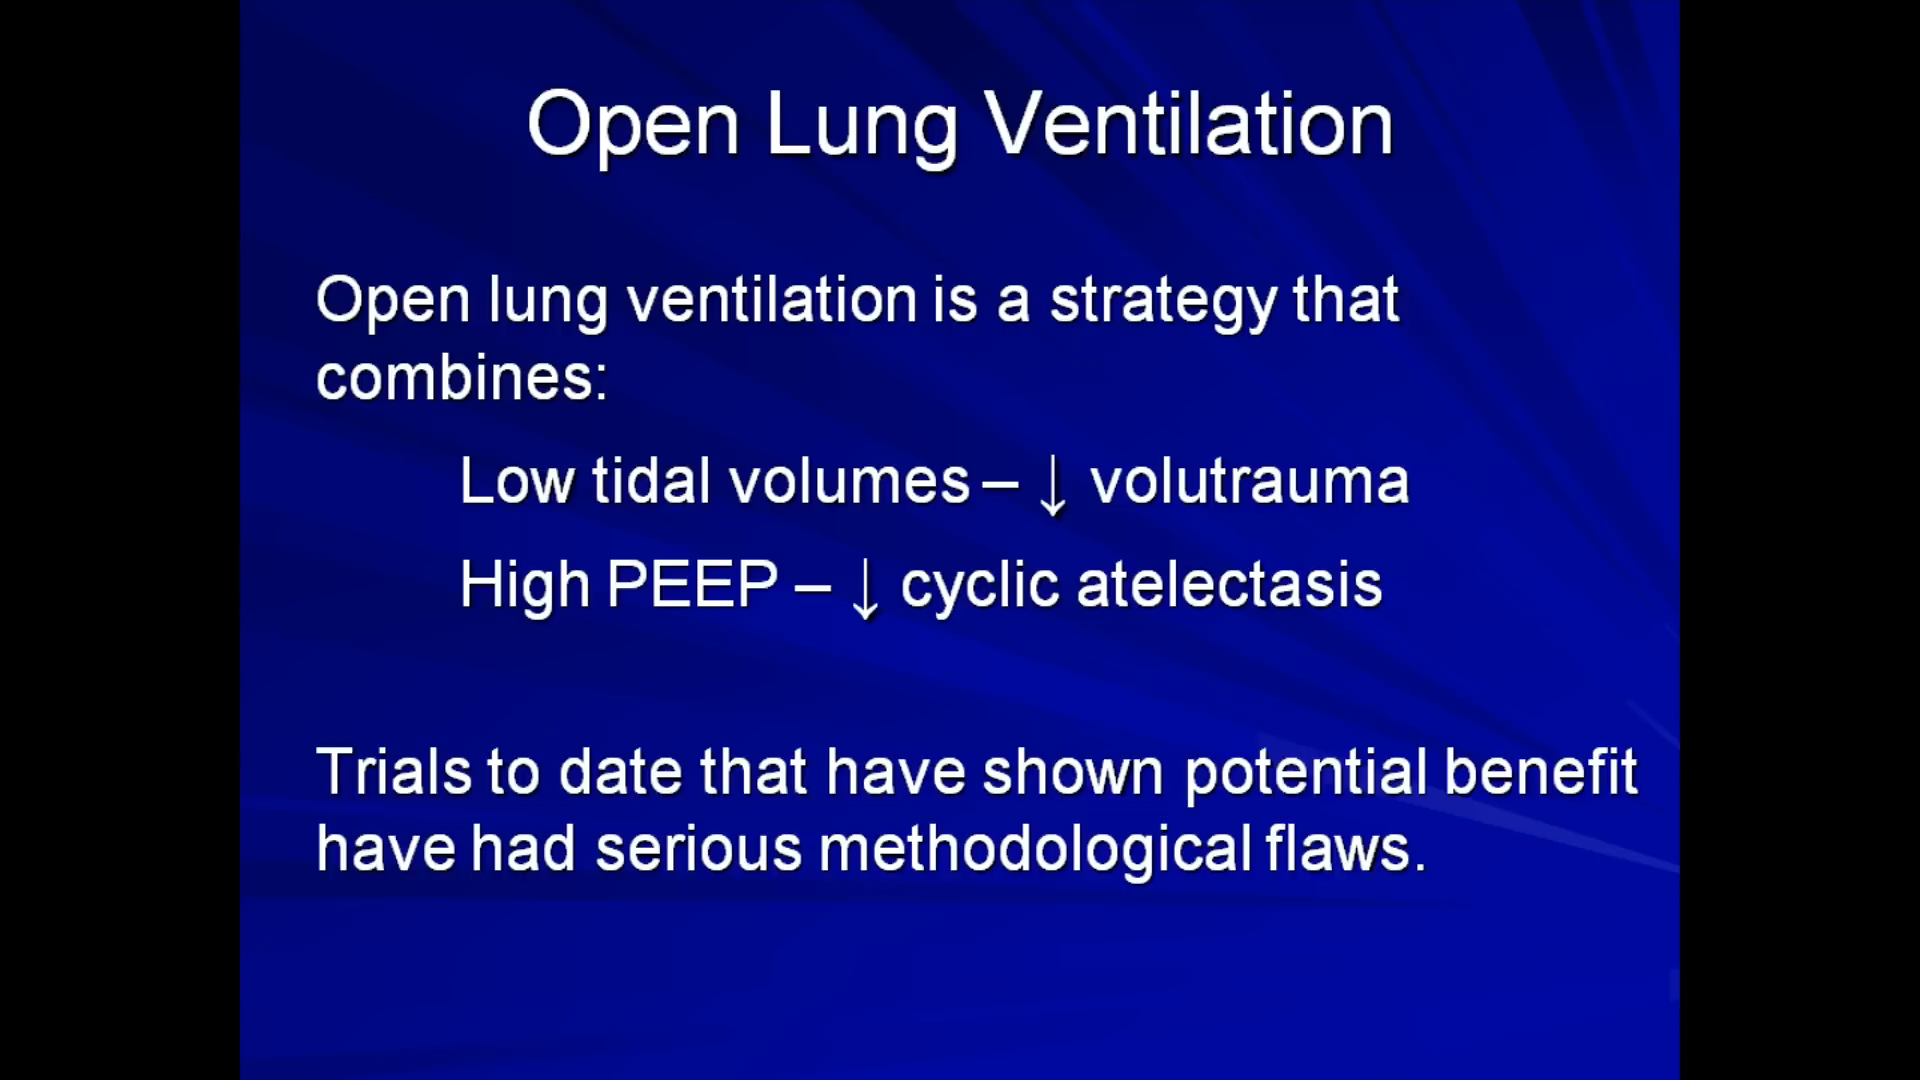 Open Lung Ventilation
Open lung ventilation is a strategy that
combines:
Low tidal volumes – ↓ volutrauma
High PEEP – ↓ cyclic atelectasis
Trials to date that have shown potential benefit
have had serious methodological flaws.